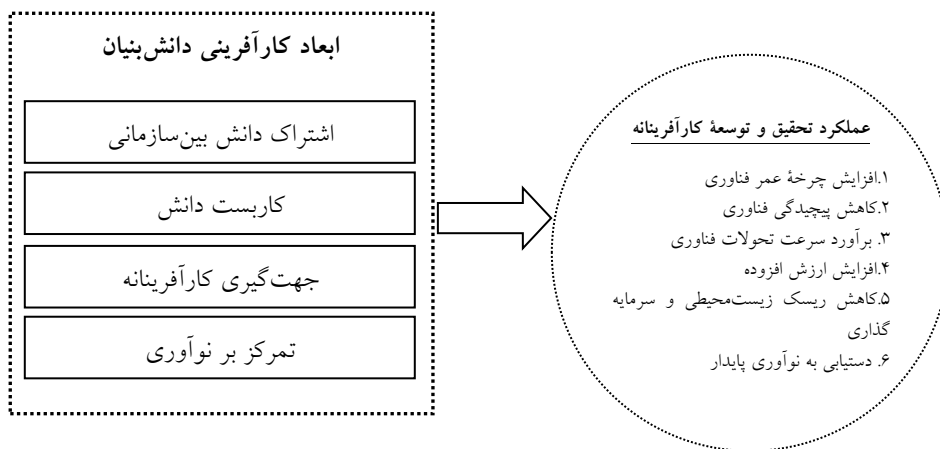 ابعاد کارآفرینی دانش‌بنیان
اشتراک دانش بین‌سازمانی
کاربست دانش
جهت‌گیری کارآفرینانه
تمرکز بر نوآوری
عملکرد تحقیق و توسعهٔ کارآفرینانه
۱.افزایش چرخهٔ عمر فناوری
۲.کاهش پیچیدگی فناوری
۳. برآورد سرعت تحولات فناوری
۴.افزایش ارزش افزوده
۵.کاهش ریسک زیست‌محیطی و سرمایه
گذاری
۶. دستیابی به نوآوری پایدار